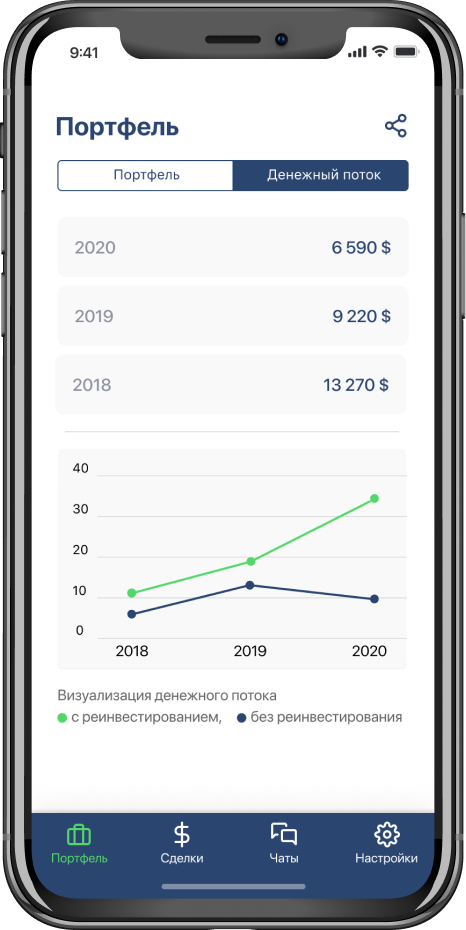 9:41
Портфель
Портфель Денежный поток
2020 6 590 $
2019 9 220 $
2018 13 270 $
40
30
20
10
0
2018 2019 2020
Визуализация денежного потока
с реинвестированием, без реинвестирования
Портфель Сделки Чаты Настройки